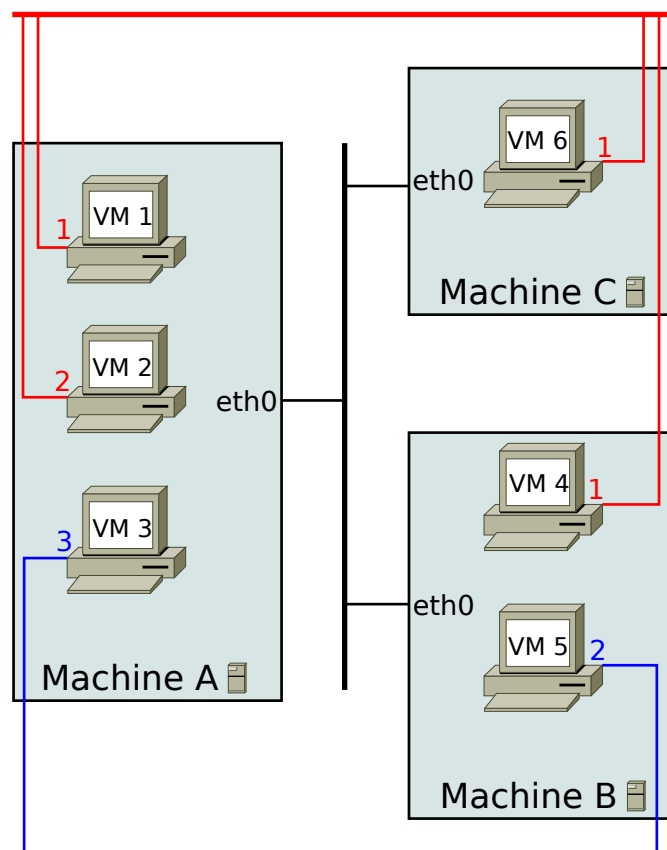 VM 1
1
VM 2
2
eth0
VM 3
3
Machine A
VM 6
1
eth0
Machine C
VM 4
1
eth0
VM 5
2
Machine B